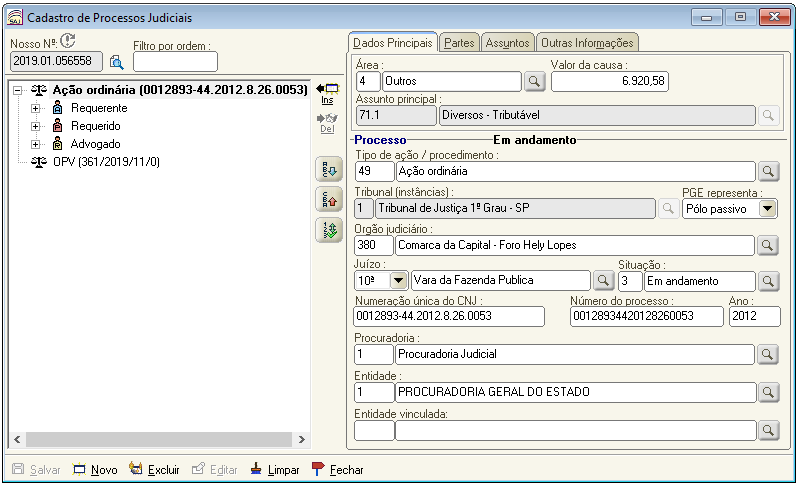 SAJ Cadastro de Processos Judiciais
Nosso Nº:
Filtro por ordem :
2019.01.056558
Ação ordinária (0012893-44.2012.8.26.0053)
Requerente
Requerido
Advogado
OPV (361/2019/11/0)
Ins
Del
A B C
C B A
1 2 3
Dados Principais Partes Assuntos Outras Informações
Área : Valor da causa :
4 Outros 6.920,58
Assunto principal :
71.1 Diversos - Tributável
Processo Em andamento
Tipo de ação / procedimento :
49 Ação ordinária
Tribunal (instâncias) : PGE representa :
1 Tribunal de Justiça 1ª Grau - SP Pólo passivo
Orgão judiciário :
380 Comarca da Capital - Foro Hely Lopes
Juízo : Situação :
10ª Vara da Fazenda Publica 3 Em andamento
Numeração única do CNJ : Número do processo : Ano :
0012893-44.2012.8.26.0053 00128934420128260053 2012
Procuradoria :
1 Procuradoria Judicial
Entidade :
1 PROCURADORIA GERAL DO ESTADO
Entidade vinculada:
Salvar Novo Excluir Editar Limpar Fechar